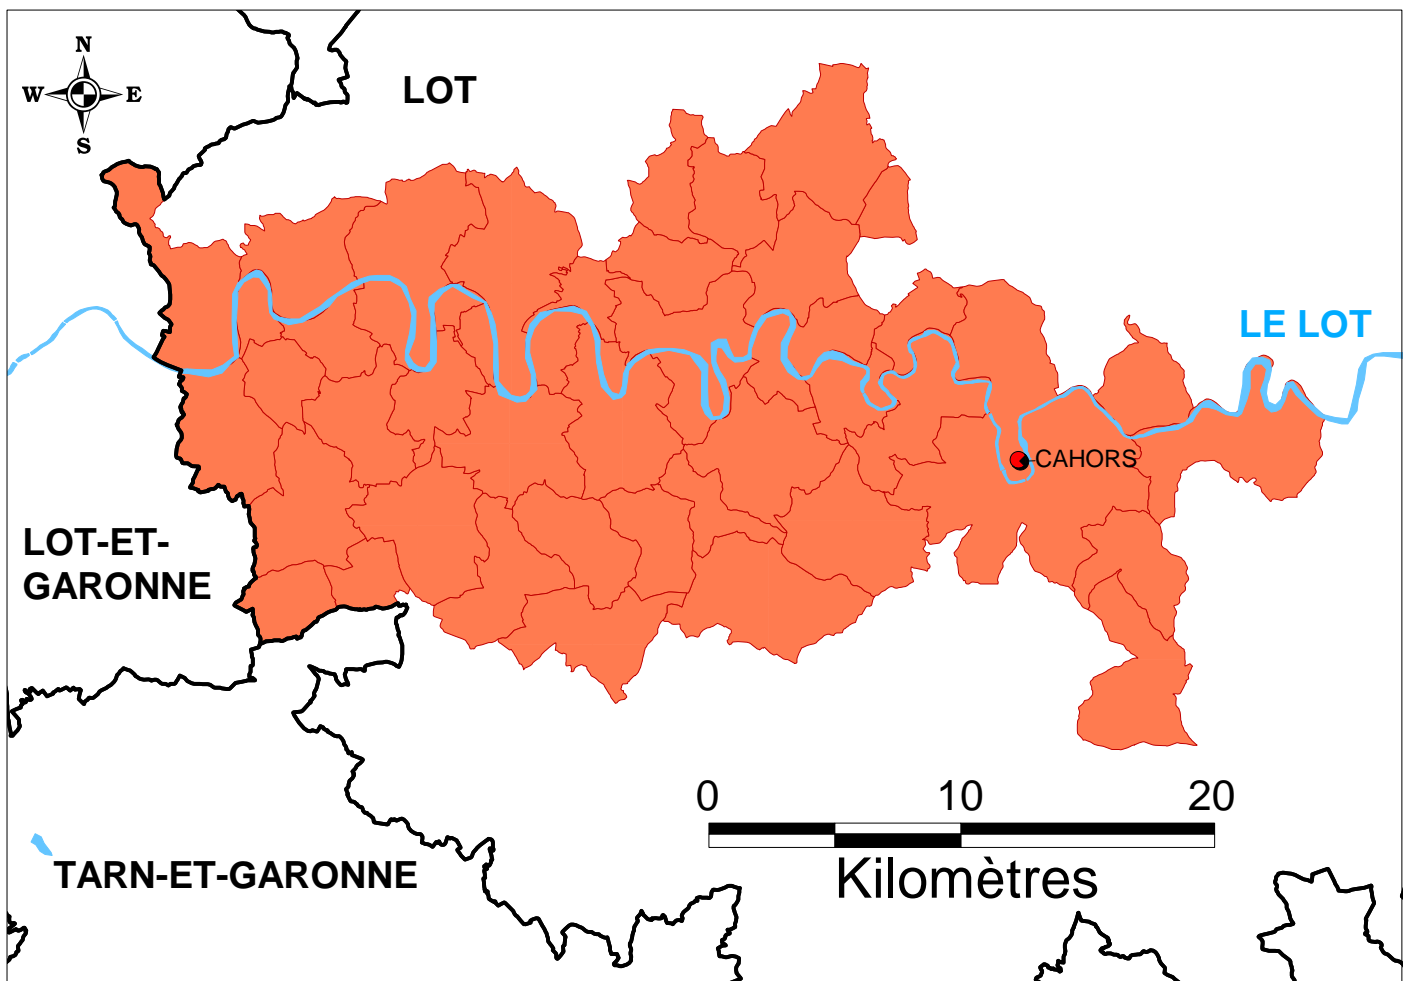 N
W E
S
LOT
LE LOT
CAHORS
LOT-ET-
GARONNE
0 10 20
Kilomètres
TARN-ET-GARONNE